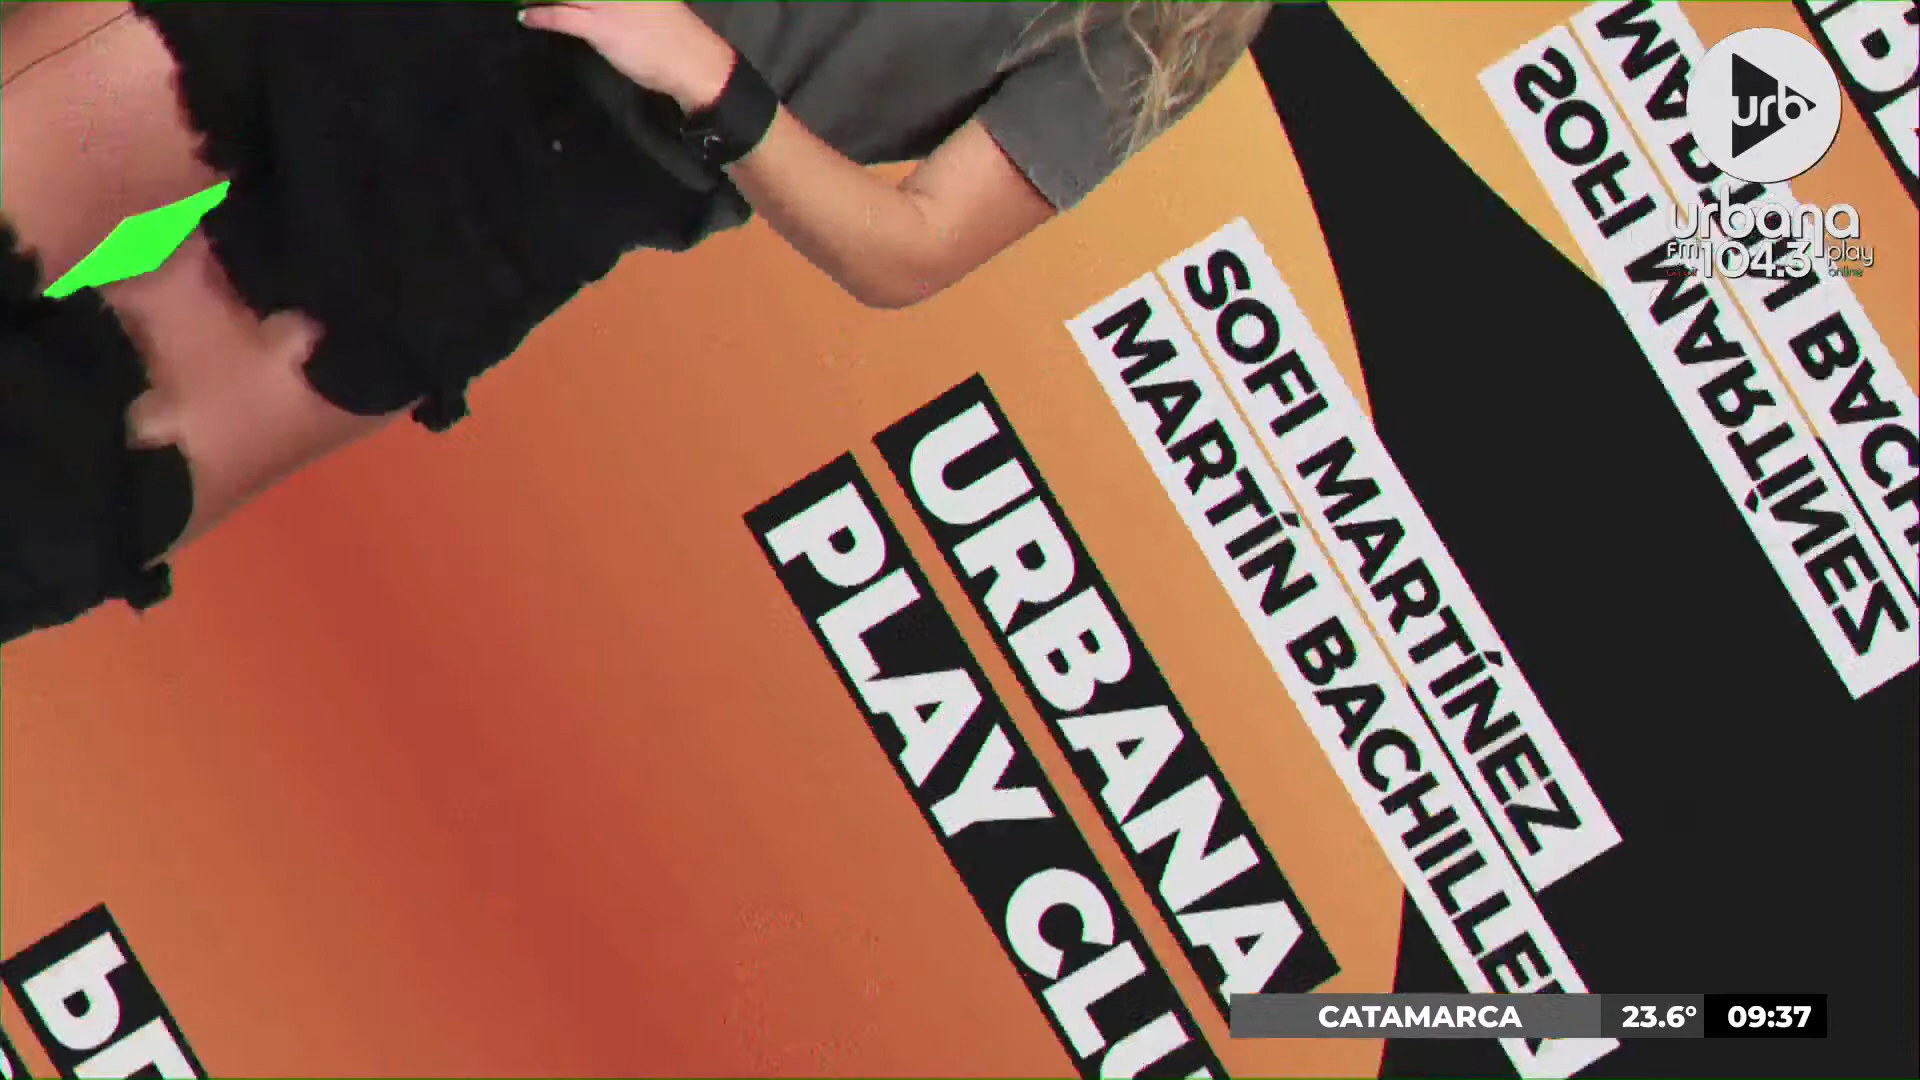 urb
urbana
FM 104.3 play
online
SOFI MARTÍNEZ
MARTÍN BACHILLER
URBANA
PLAY CLU
SOFI MARTÍNEZ
MARTÍN BACH
CATAMARCA 23.6° 09:37